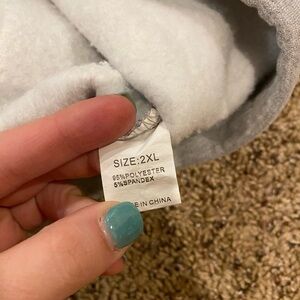 SIZE:2XL
95%POLYESTER
5%SPANDEX
E IN CHINA